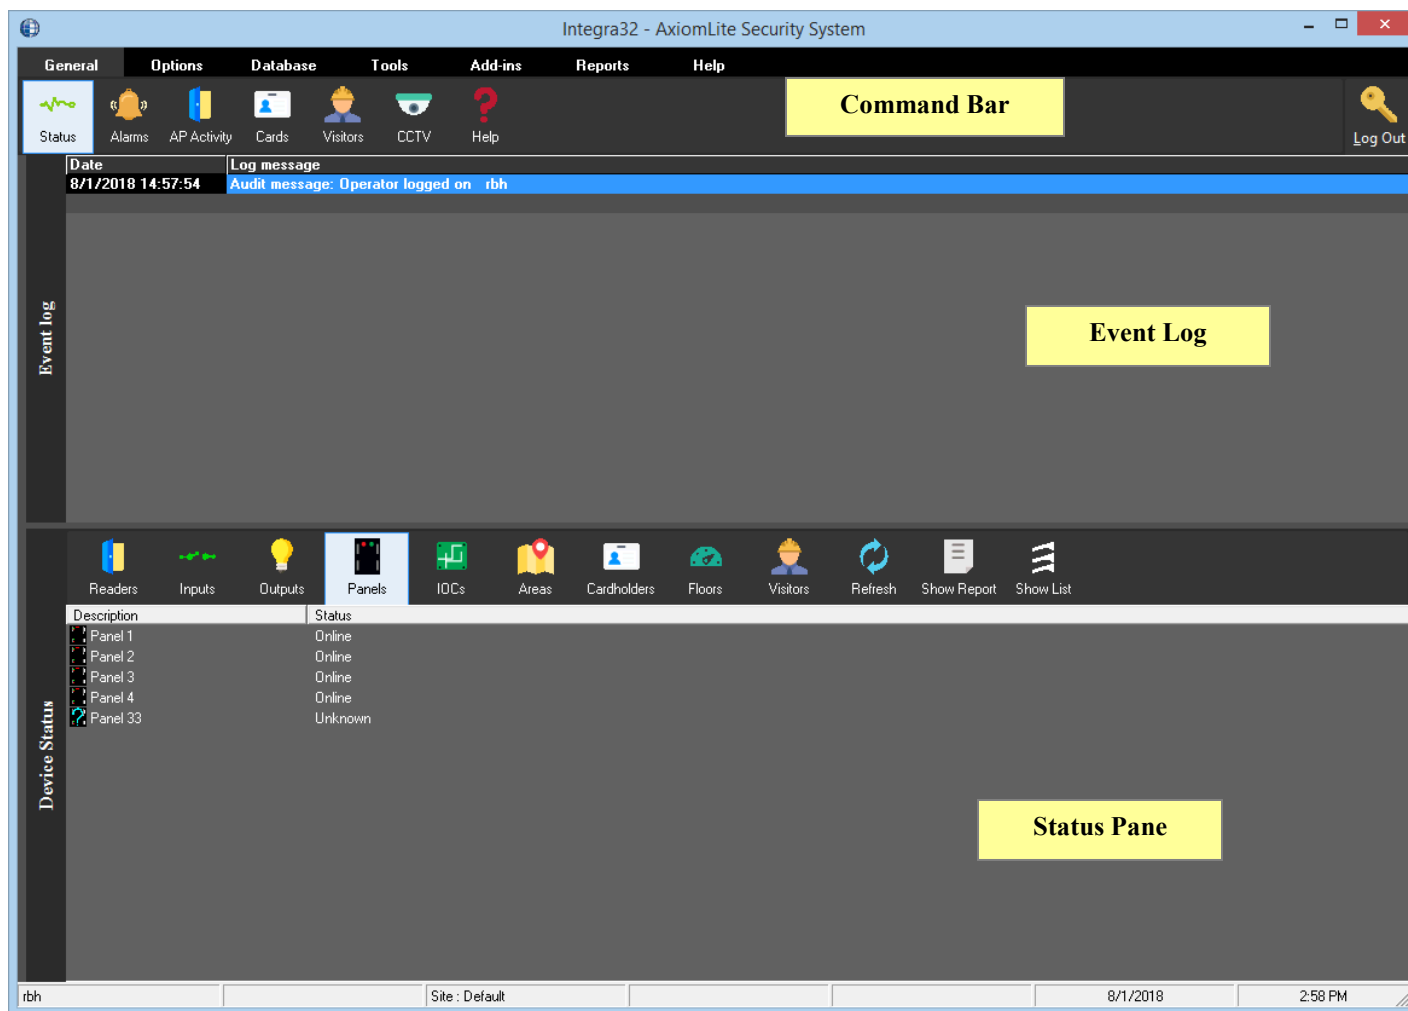 Integra32 - AxiomLite Security System
General Options Database Tools Add-ins Reports Help
Command Bar
Status Alarms AP Activity Cards Visitors CCTV Help Log Out
Date Log message
8/1/2018 14:57:54 Audit message: Operator logged on rbh
Event log
Event Log
Readers Inputs Outputs Panels IOCs Areas Cardholders Floors Visitors Refresh Show Report Show List
Description Status
Panel 1 Online
Panel 2 Online
Panel 3 Online
Panel 4 Online
Panel 33 Unknown
Device Status
Status Pane
rbh Site : Default 8/1/2018 2:58 PM